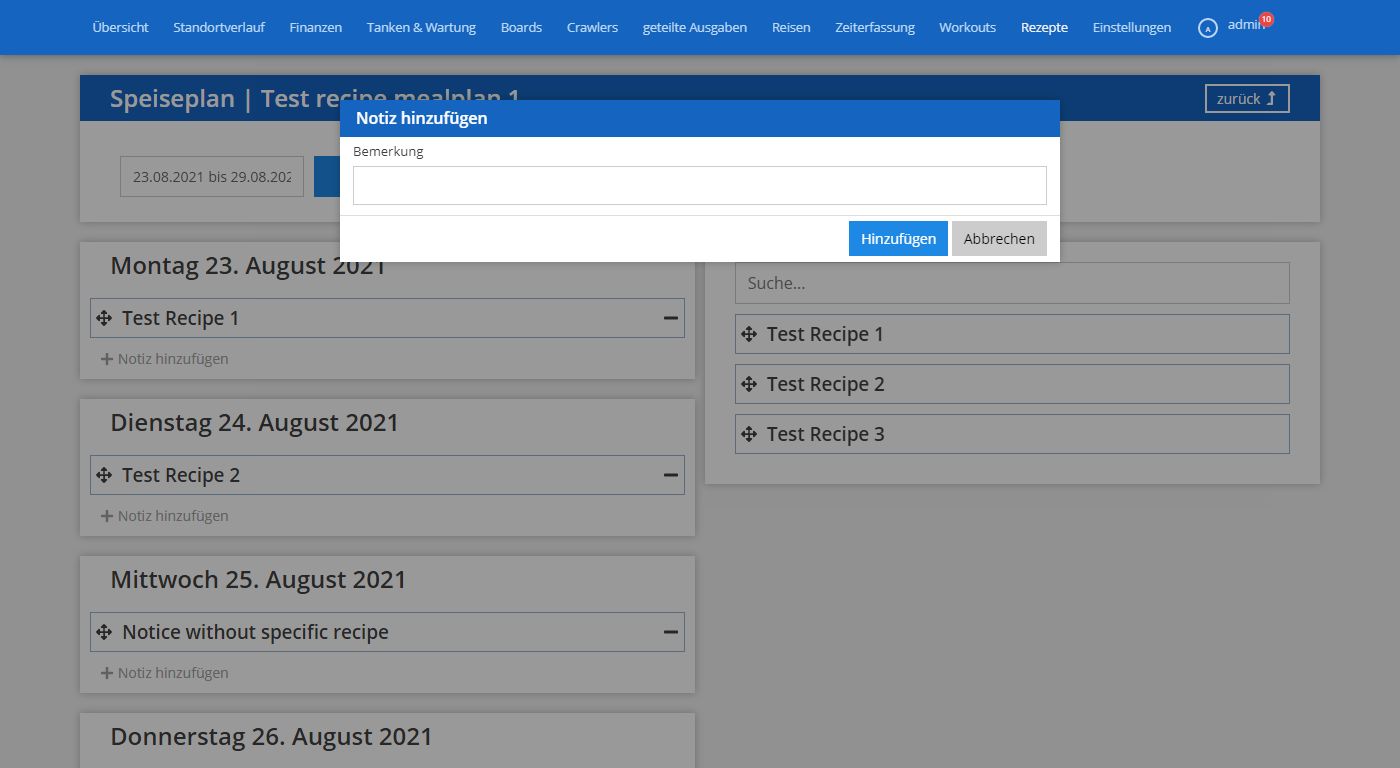 Übersicht Standortverlauf Finanzen Tanken & Wartung Boards Crawlers geteilte Ausgaben Reisen Zeiterfassung Workouts Rezepte Einstellungen A admin 10
Speiseplan | Test recipe mealplan 1 zurück
Notiz hinzufügen
Bemerkung
23.08.2021 bis 29.08.202
Hinzufügen Abbrechen
Montag 23. August 2021
Test Recipe 1
Notiz hinzufügen
Dienstag 24. August 2021
Test Recipe 2
Notiz hinzufügen
Mittwoch 25. August 2021
Notice without specific recipe
Notiz hinzufügen
Donnerstag 26. August 2021
Suche...
Test Recipe 1
Test Recipe 2
Test Recipe 3